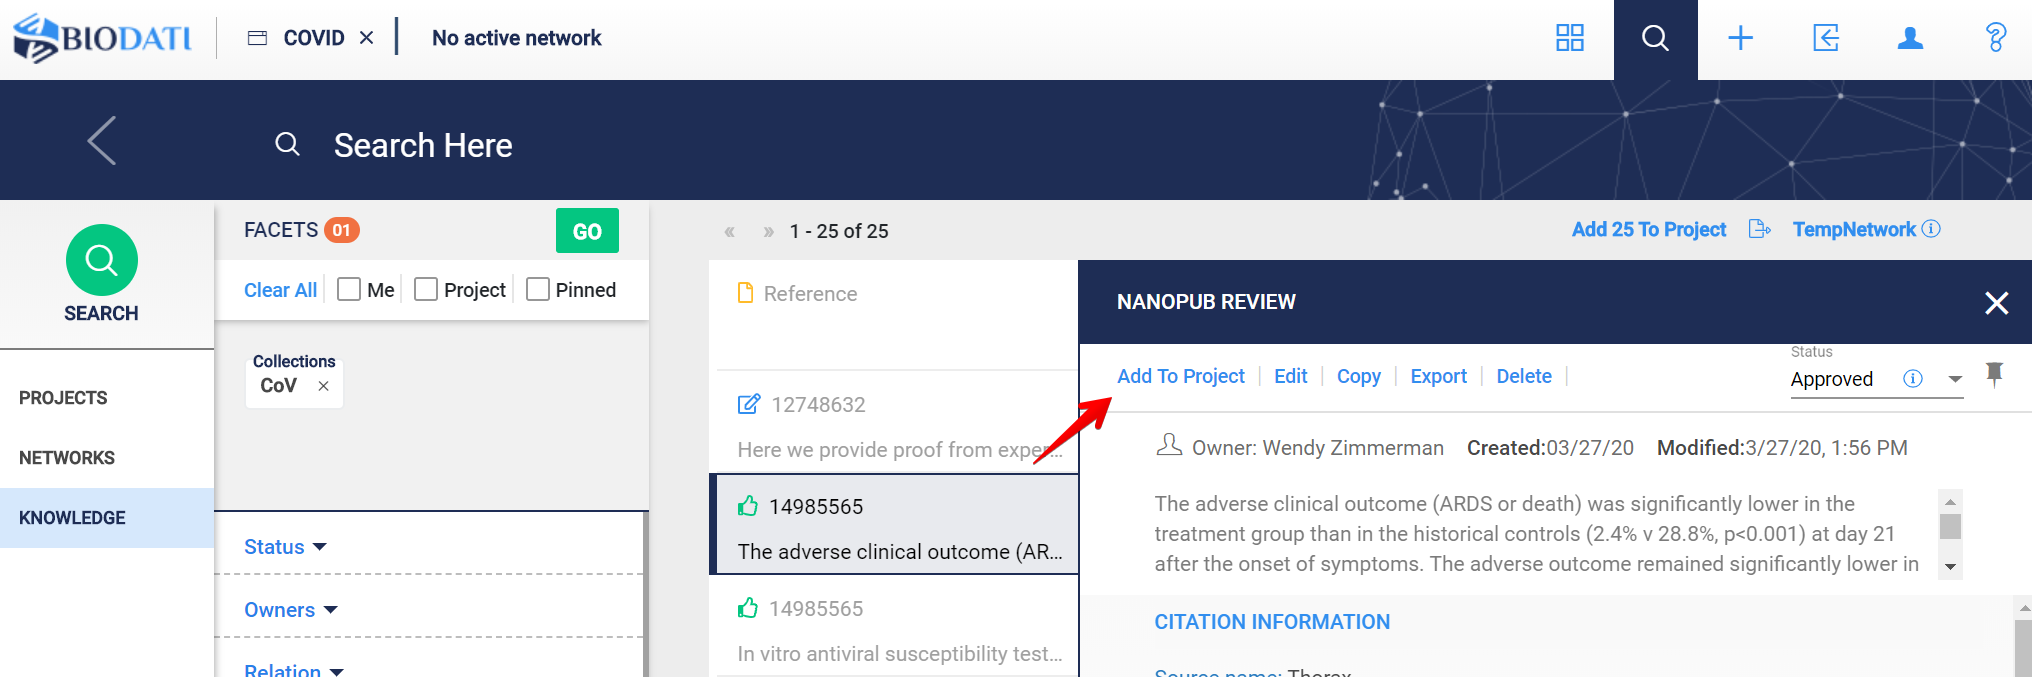 BIODATI
COVID ×
No active network
Search Here
SEARCH
PROJECTS
NETWORKS
KNOWLEDGE
FACETS 01
GO
Clear All
Me
Project
Pinned
Collections
CoV ×
Status
Owners
Relation
« » 1 - 25 of 25
Add 25 To Project
TempNetwork
Reference
12748632
Here we provide proof from exper...
14985565
The adverse clinical outcome (AR...
14985565
In vitro antiviral susceptibility test...
NANOPUB REVIEW
Add To Project | Edit | Copy | Export | Delete |
Status
Approved
Owner: Wendy Zimmerman Created:03/27/20 Modified:3/27/20, 1:56 PM
The adverse clinical outcome (ARDS or death) was significantly lower in the
treatment group than in the historical controls (2.4% v 28.8%, p<0.001) at day 21
after the onset of symptoms. The adverse outcome remained significantly lower in
CITATION INFORMATION
Source name: Thorax